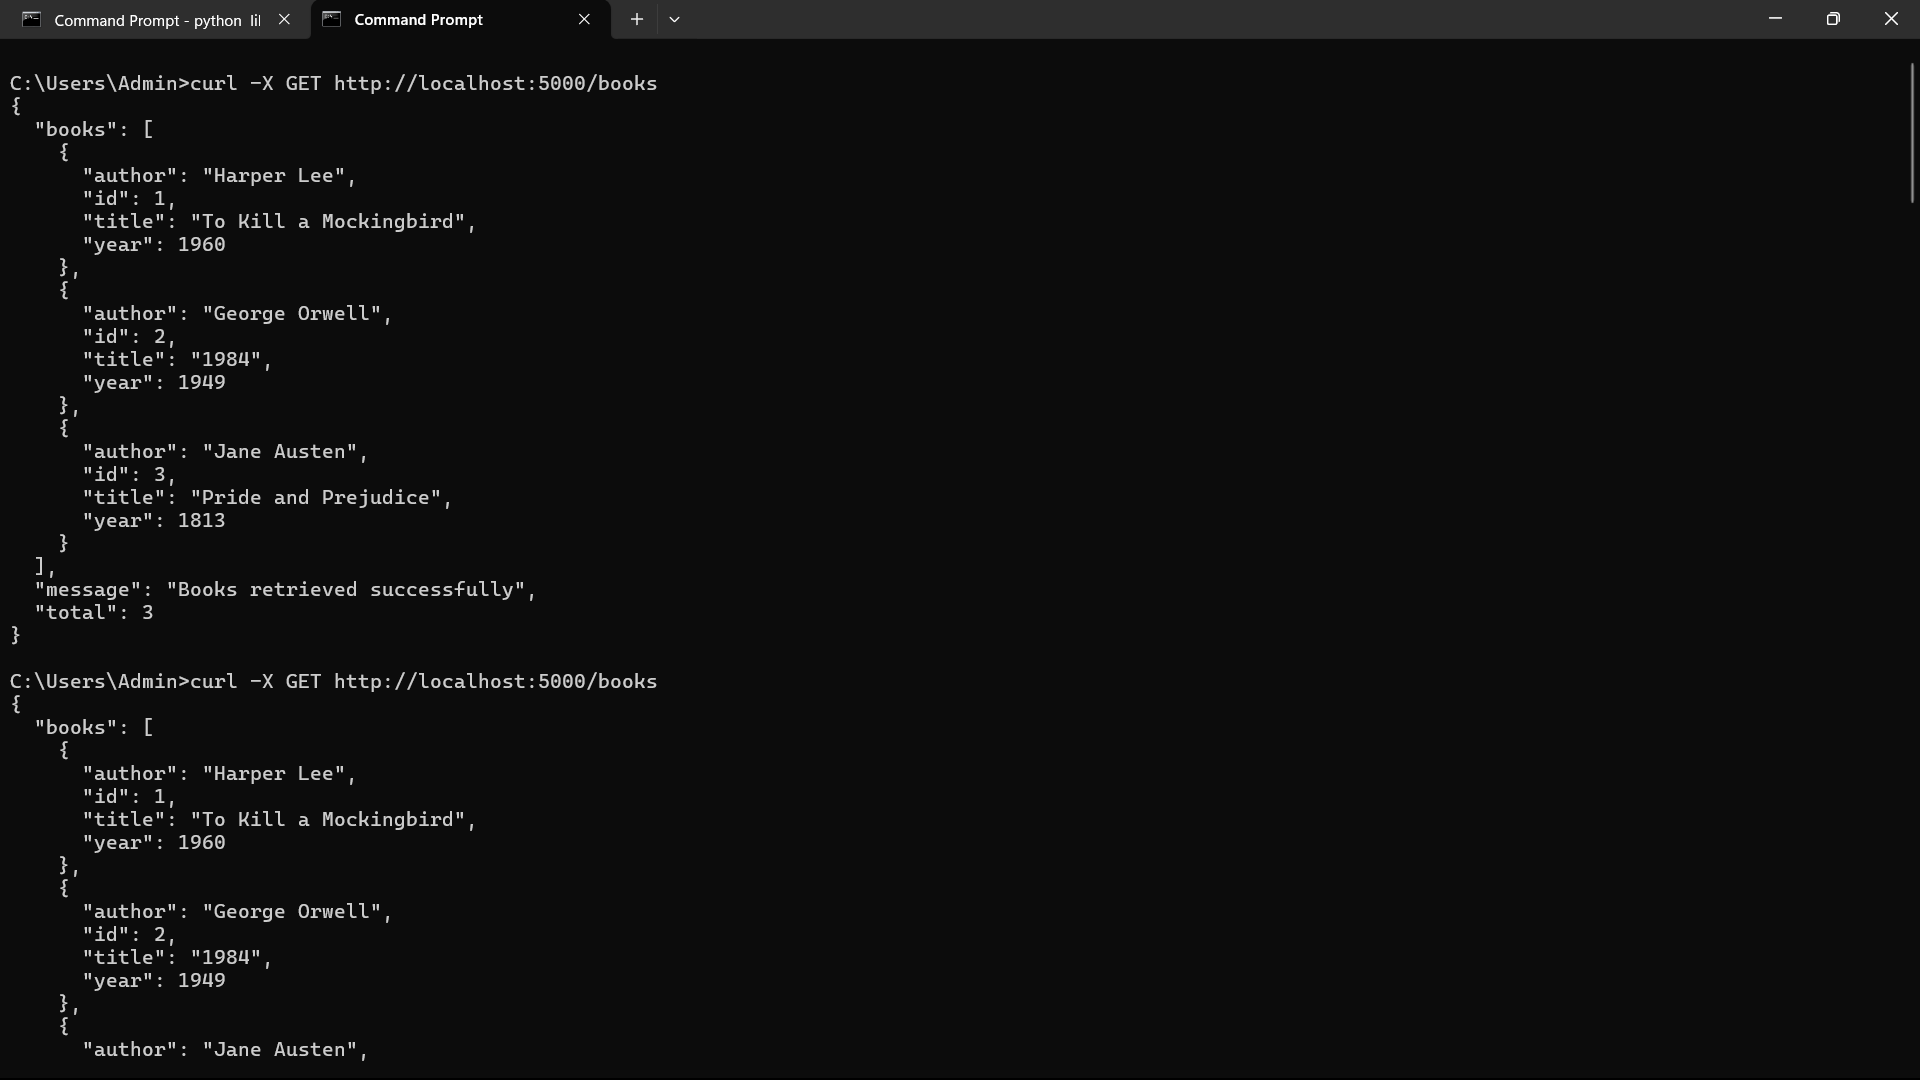 Command Prompt - python  lil
Command Prompt
C:\Users\Admin>curl -X GET http://localhost:5000/books
{
  "books": [
    {
      "author": "Harper Lee",
      "id": 1,
      "title": "To Kill a Mockingbird",
      "year": 1960
    },
    {
      "author": "George Orwell",
      "id": 2,
      "title": "1984",
      "year": 1949
    },
    {
      "author": "Jane Austen",
      "id": 3,
      "title": "Pride and Prejudice",
      "year": 1813
    }
  ],
  "message": "Books retrieved successfully",
  "total": 3
}
C:\Users\Admin>curl -X GET http://localhost:5000/books
{
  "books": [
    {
      "author": "Harper Lee",
      "id": 1,
      "title": "To Kill a Mockingbird",
      "year": 1960
    },
    {
      "author": "George Orwell",
      "id": 2,
      "title": "1984",
      "year": 1949
    },
    {
      "author": "Jane Austen",